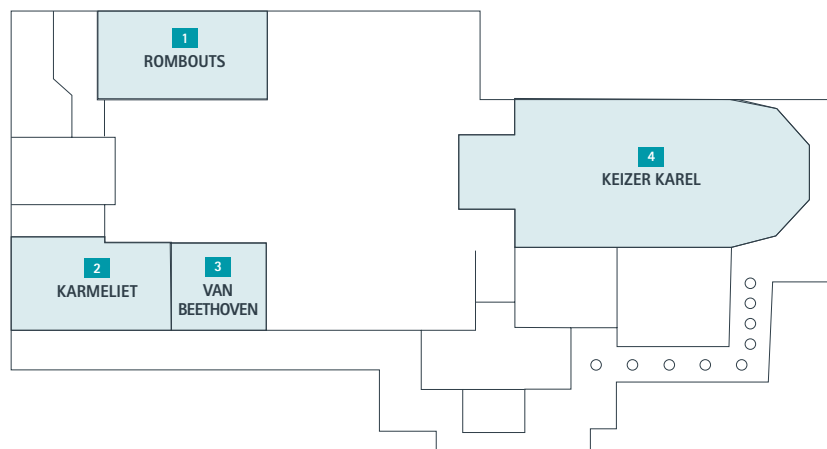 1
ROMBOUTS
4
KEIZER KAREL
2
KARMELIET
3
VAN
BEETHOVEN